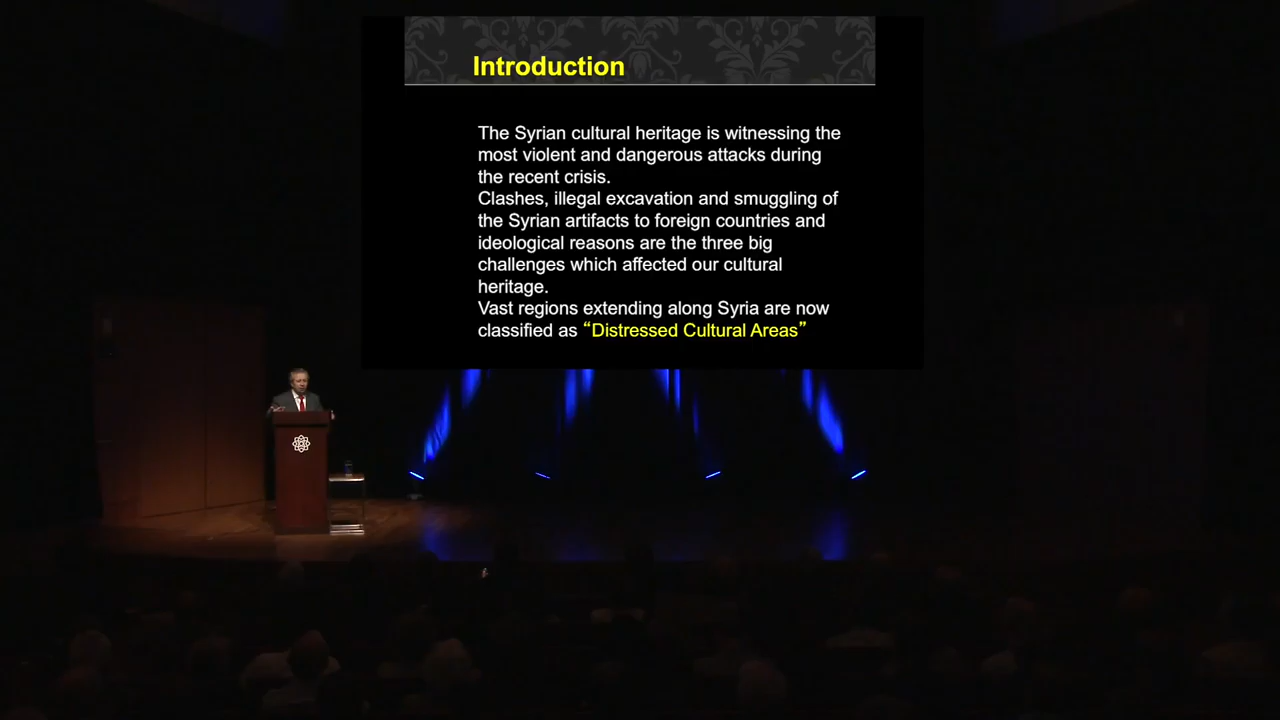 Introduction
The Syrian cultural heritage is witnessing the
most violent and dangerous attacks during
the recent crisis.
Clashes, illegal excavation and smuggling of
the Syrian artifacts to foreign countries and
ideological reasons are the three big
challenges which affected our cultural
heritage.
Vast regions extending along Syria are now
classified as “Distressed Cultural Areas”